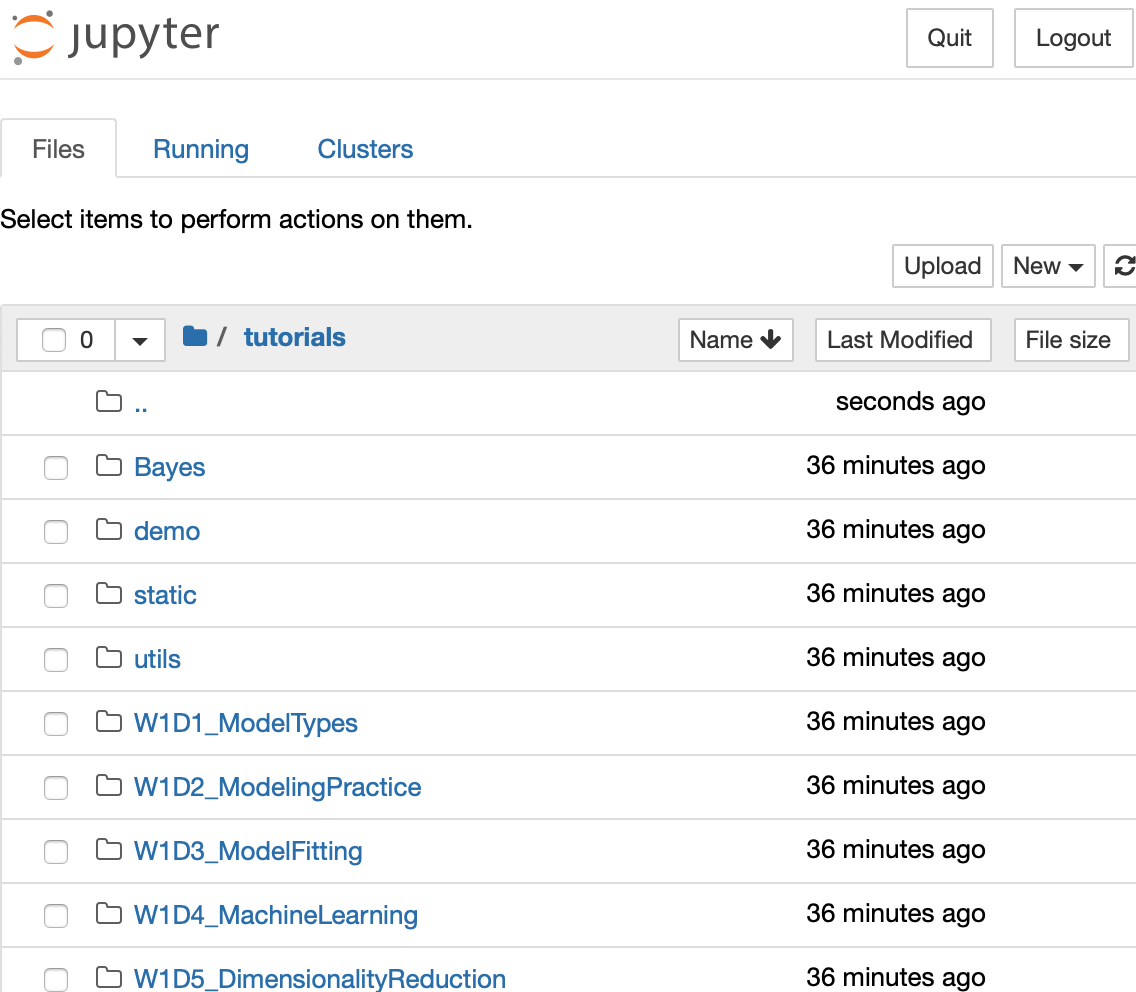 jupyter Quit Logout
Files Running Clusters
Select items to perform actions on them.
Upload New
0 / tutorials Name Last Modified File size
.. seconds ago
Bayes 36 minutes ago
demo 36 minutes ago
static 36 minutes ago
utils 36 minutes ago
W1D1_ModelTypes 36 minutes ago
W1D2_ModelingPractice 36 minutes ago
W1D3_ModelFitting 36 minutes ago
W1D4_MachineLearning 36 minutes ago
W1D5_DimensionalityReduction 36 minutes ago